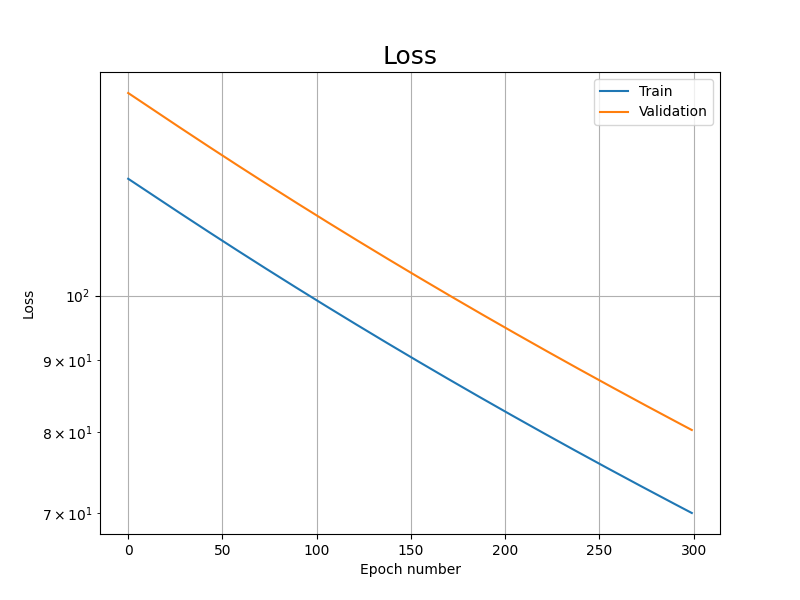 Loss
Train
Validation
Loss
10²
9 × 10¹
8 × 10¹
7 × 10¹
0 50 100 150 200 250 300
Epoch number